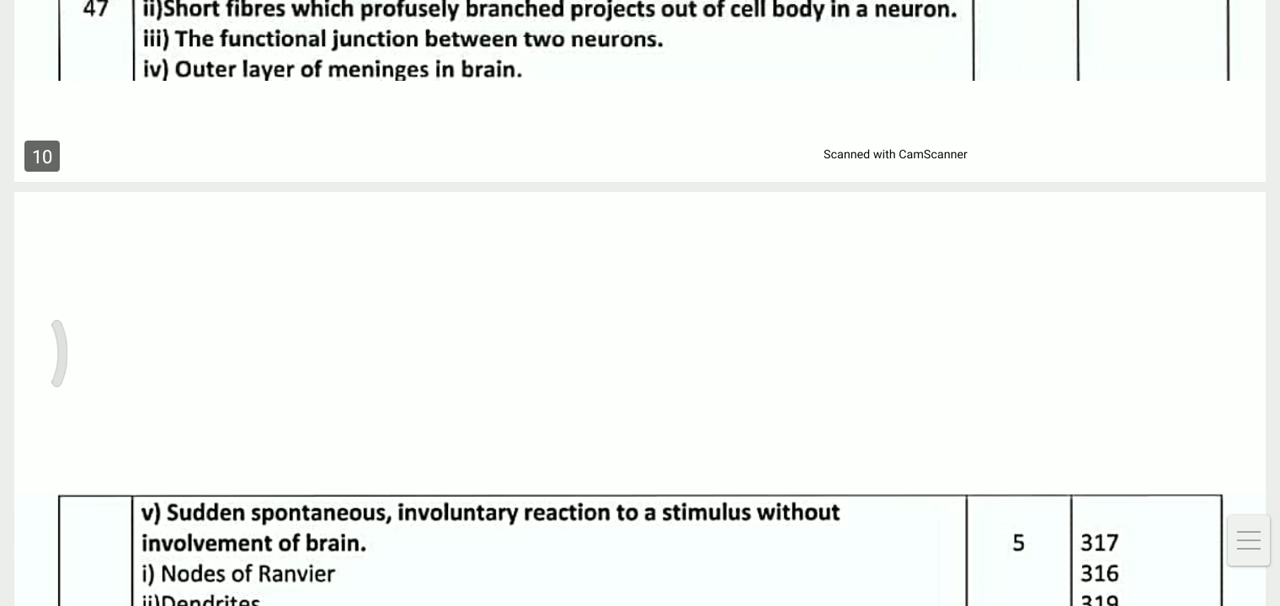 47
ii)Short fibres which profusely branched projects out of cell body in a neuron.
iii) The functional junction between two neurons.
iv) Outer layer of meninges in brain.
10
Scanned with CamScanner
v) Sudden spontaneous, involuntary reaction to a stimulus without
involvement of brain. 5 317
i) Nodes of Ranvier 316
ii)Dendrites 319